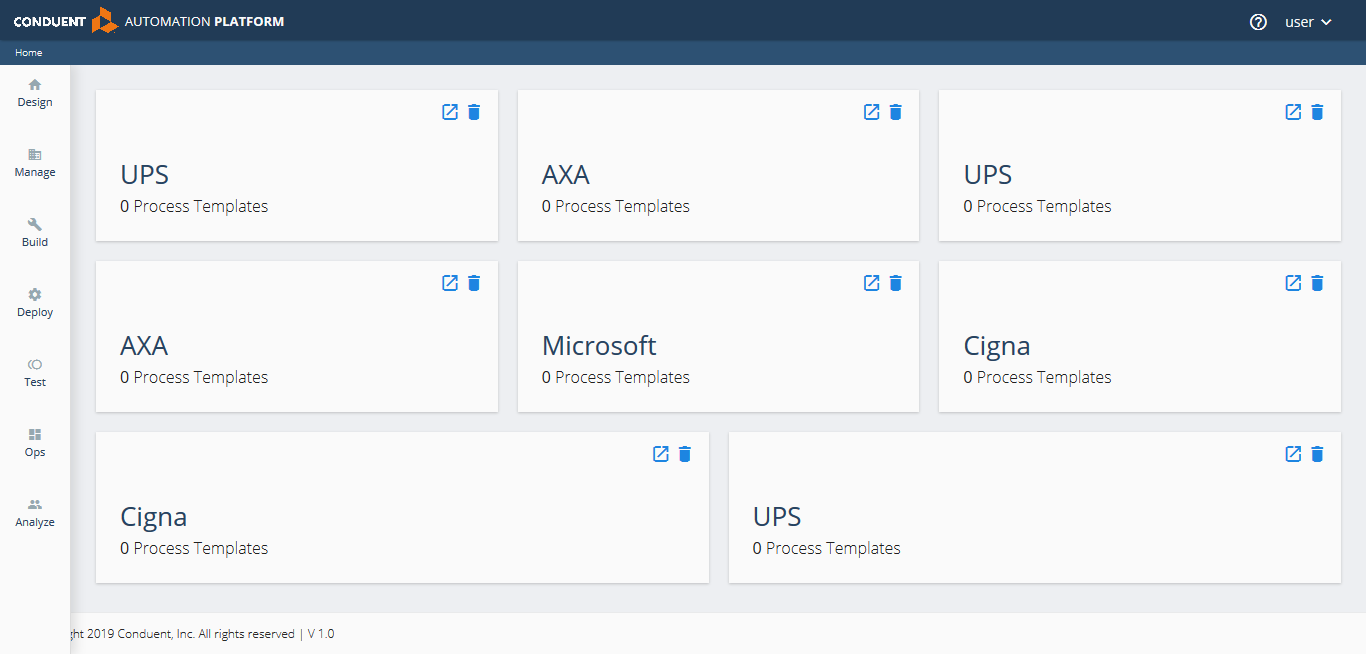 CONDUENT AUTOMATION PLATFORM
user
Home
Design
Manage
Build
Deploy
Test
Ops
Analyze
UPS
0 Process Templates
AXA
0 Process Templates
UPS
0 Process Templates
AXA
0 Process Templates
Microsoft
0 Process Templates
Cigna
0 Process Templates
Cigna
0 Process Templates
UPS
0 Process Templates
ght 2019 Conduent, Inc. All rights reserved | V 1.0